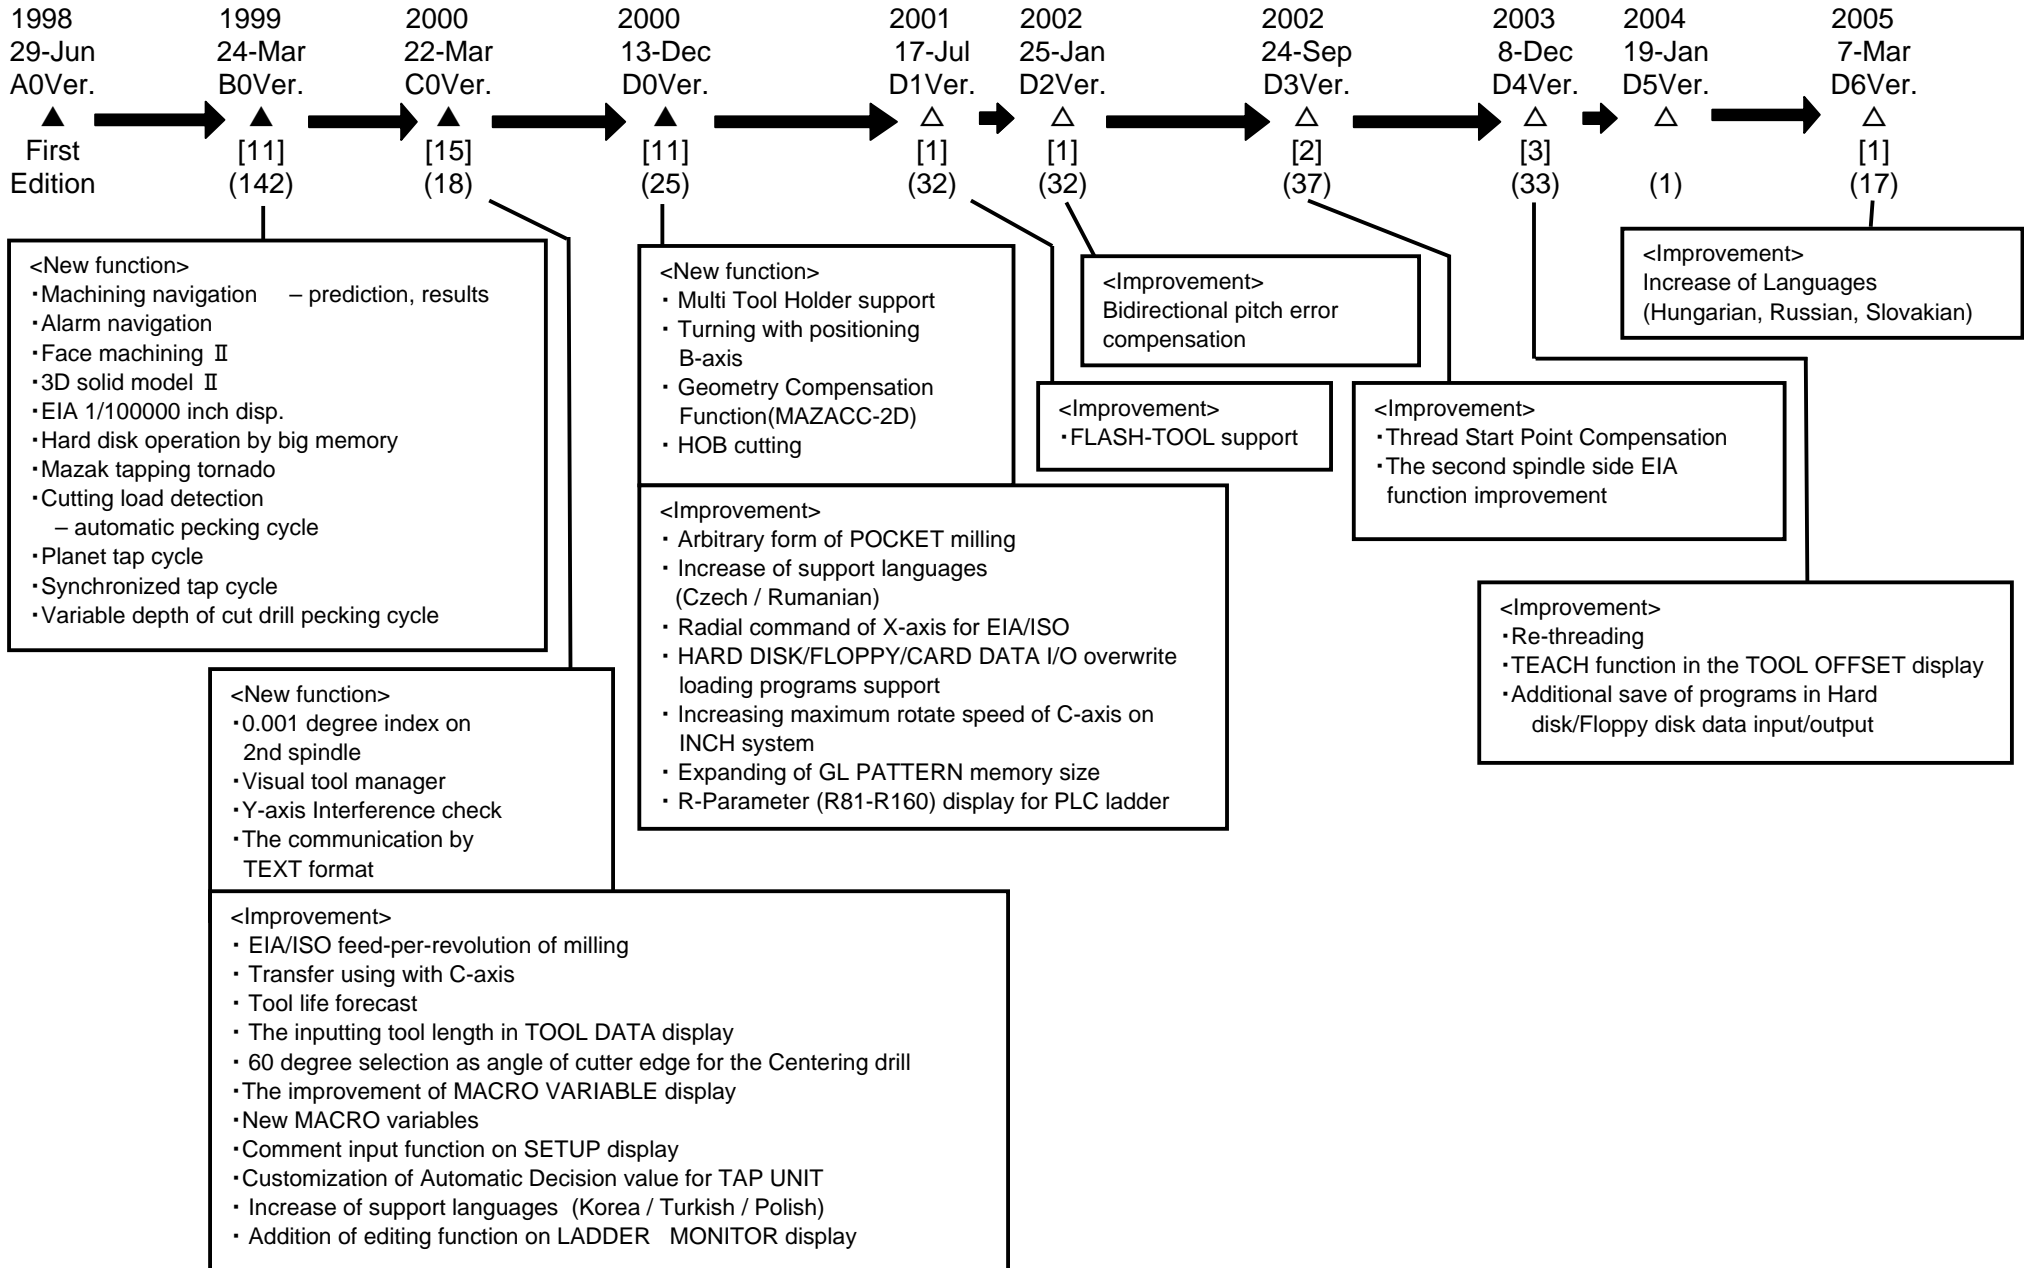 1998 1999 2000 2000 2001 2002 2002 2003 2004 2005
29-Jun 24-Mar 22-Mar 13-Dec 17-Jul 25-Jan 24-Sep 8-Dec 19-Jan 7-Mar
A0Ver. B0Ver. C0Ver. D0Ver. D1Ver. D2Ver. D3Ver. D4Ver. D5Ver. D6Ver.
First [11] [15] [11] [1] [1] [2] [3] [1]
Edition (142) (18) (25) (32) (32) (37) (33) (1) (17)
<New function>
・Machining navigation – prediction, results
・Alarm navigation
・Face machining Ⅱ
・3D solid model Ⅱ
・EIA 1/100000 inch disp.
・Hard disk operation by big memory
・Mazak tapping tornado
・Cutting load detection
– automatic pecking cycle
・Planet tap cycle
・Synchronized tap cycle
・Variable depth of cut drill pecking cycle
<New function>
・0.001 degree index on
2nd spindle
・Visual tool manager
・Y-axis Interference check
・The communication by
TEXT format
<Improvement>
・EIA/ISO feed-per-revolution of milling
・Transfer using with C-axis
・Tool life forecast
・The inputting tool length in TOOL DATA display
・60 degree selection as angle of cutter edge for the Centering drill
・The improvement of MACRO VARIABLE display
・New MACRO variables
・Comment input function on SETUP display
・Customization of Automatic Decision value for TAP UNIT
・Increase of support languages (Korea / Turkish / Polish)
・Addition of editing function on LADDER MONITOR display
<New function>
・Multi Tool Holder support
・Turning with positioning
B-axis
・Geometry Compensation
Function(MAZACC-2D)
・HOB cutting
<Improvement>
・Arbitrary form of POCKET milling
・Increase of support languages
(Czech / Rumanian)
・Radial command of X-axis for EIA/ISO
・HARD DISK/FLOPPY/CARD DATA I/O overwrite
loading programs support
・Increasing maximum rotate speed of C-axis on
INCH system
・Expanding of GL PATTERN memory size
・R-Parameter (R81-R160) display for PLC ladder
<Improvement>
・FLASH-TOOL support
<Improvement>
Bidirectional pitch error
compensation
<Improvement>
・Thread Start Point Compensation
・The second spindle side EIA
function improvement
<Improvement>
・Re-threading
・TEACH function in the TOOL OFFSET display
・Additional save of programs in Hard
disk/Floppy disk data input/output
<Improvement>
Increase of Languages
(Hungarian, Russian, Slovakian)